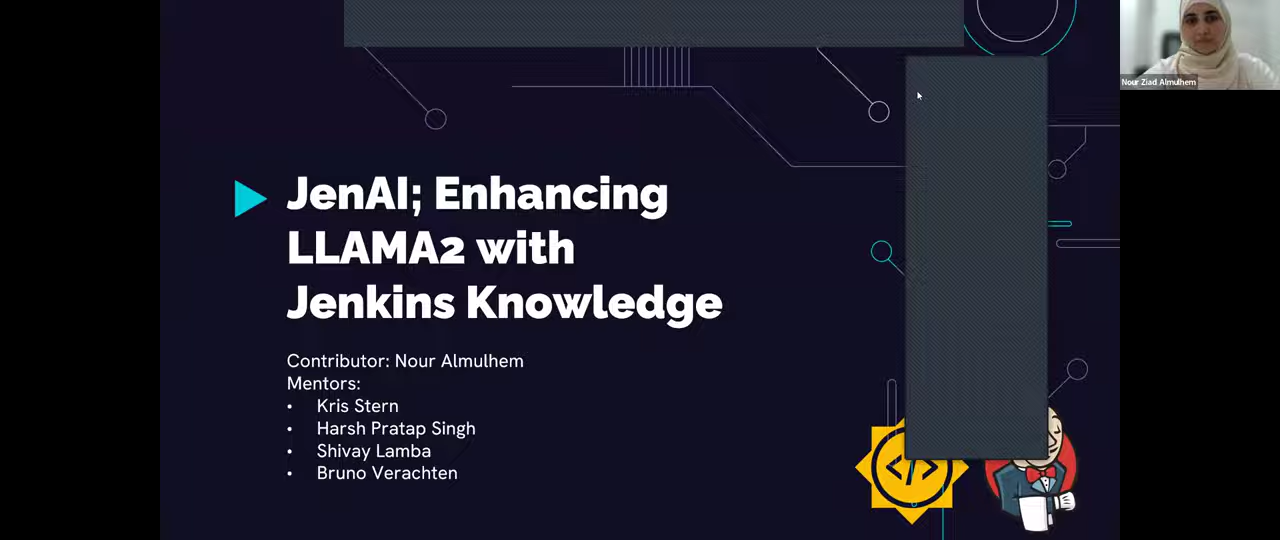 Nour Ziad Almulhem
JenAI; Enhancing
LLAMA2 with
Jenkins Knowledge
Contributor: Nour Almulhem
Mentors:
• Kris Stern
• Harsh Pratap Singh
• Shivay Lamba
• Bruno Verachten